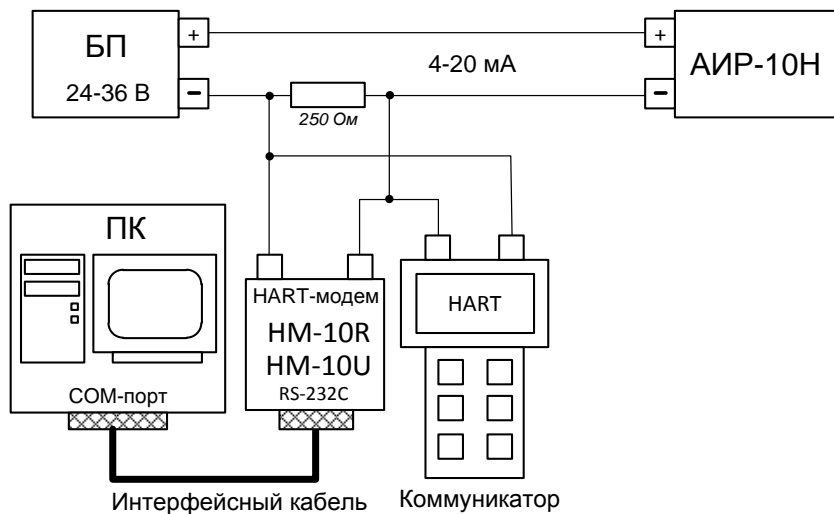 БП
24-36 В
+
−
4-20 мА
250 Ом
+
−
АИР-10Н
ПК
COM-порт
HART-модем
HM-10R
HM-10U
RS-232C
HART
Интерфейсный кабель
Коммуникатор